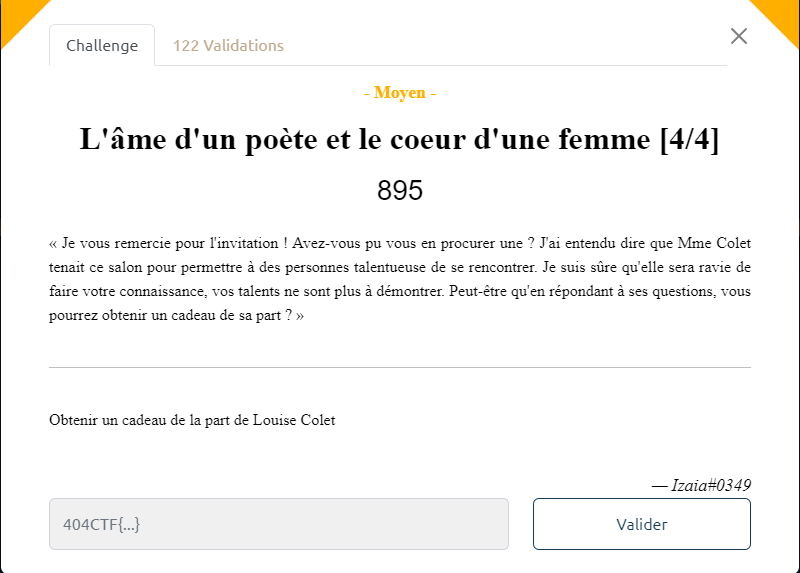 Challenge
122 Validations
- Moyen -
L'âme d'un poète et le coeur d'une femme [4/4]
895
« Je vous remercie pour l'invitation ! Avez-vous pu vous en procurer une ? J'ai entendu dire que Mme Colet
tenait ce salon pour permettre à des personnes talentueuse de se rencontrer. Je suis sûre qu'elle sera ravie de
faire votre connaissance, vos talents ne sont plus à démontrer. Peut-être qu'en répondant à ses questions, vous
pourrez obtenir un cadeau de sa part ? »
Obtenir un cadeau de la part de Louise Colet
— Izaia#0349
404CTF{...}
Valider